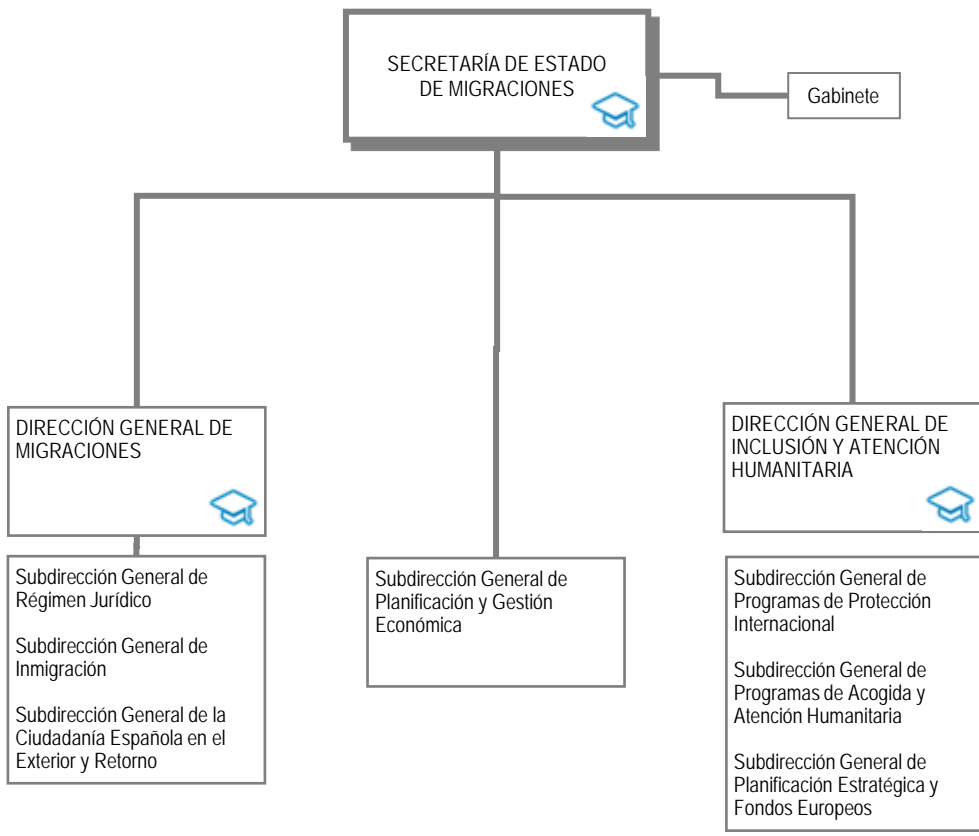 SECRETARÍA DE ESTADO
DE MIGRACIONES
Gabinete
DIRECCIÓN GENERAL DE
MIGRACIONES
Subdirección General de
Régimen Jurídico
Subdirección General de
Inmigración
Subdirección General de la
Ciudadanía Española en el
Exterior y Retorno
Subdirección General de
Planificación y Gestión
Económica
DIRECCIÓN GENERAL DE
INCLUSIÓN Y ATENCIÓN
HUMANITARIA
Subdirección General de
Programas de Protección
Internacional
Subdirección General de
Programas de Acogida y
Atención Humanitaria
Subdirección General de
Planificación Estratégica y
Fondos Europeos